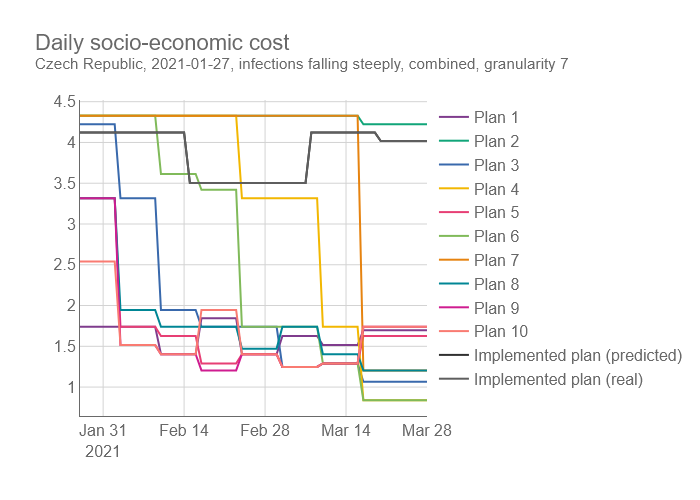 Daily socio-economic cost
Czech Republic, 2021-01-27, infections falling steeply, combined, granularity 7
4.5
4
3.5
3
2.5
2
1.5
1
Jan 31
2021
Feb 14
Feb 28
Mar 14
Mar 28
Plan 1
Plan 2
Plan 3
Plan 4
Plan 5
Plan 6
Plan 7
Plan 8
Plan 9
Plan 10
Implemented plan (predicted)
Implemented plan (real)